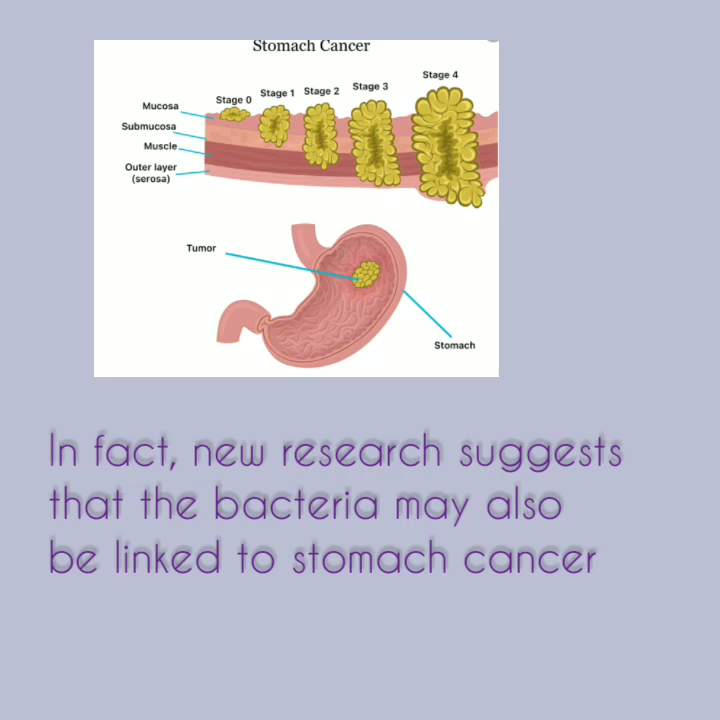 Stomach Cancer
Stage 0
Stage 1
Stage 2
Stage 3
Stage 4
Mucosa
Submucosa
Muscle
Outer layer
(serosa)
Tumor
Stomach
In fact, new research suggests
that the bacteria may also
be linked to stomach cancer